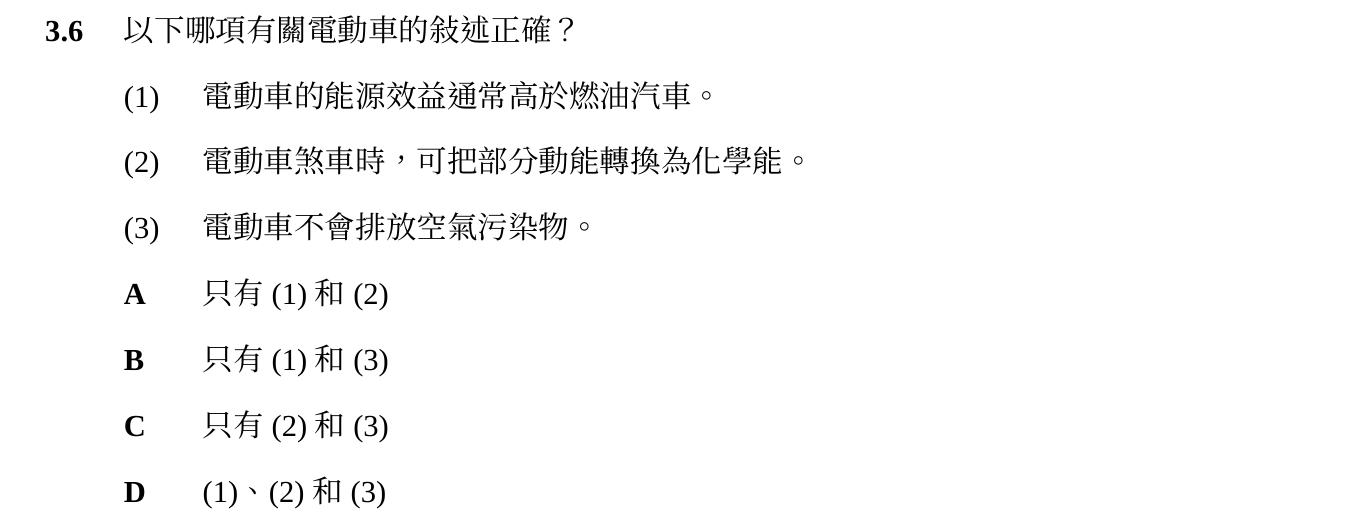 3.6 以下哪項有關電動車的敍述正確？
(1) 電動車的能源效益通常高於燃油汽車。
(2) 電動車煞車時，可把部分動能轉換為化學能。
(3) 電動車不會排放空氣污染物。
A 只有 (1) 和 (2)
B 只有 (1) 和 (3)
C 只有 (2) 和 (3)
D (1)、(2) 和 (3)